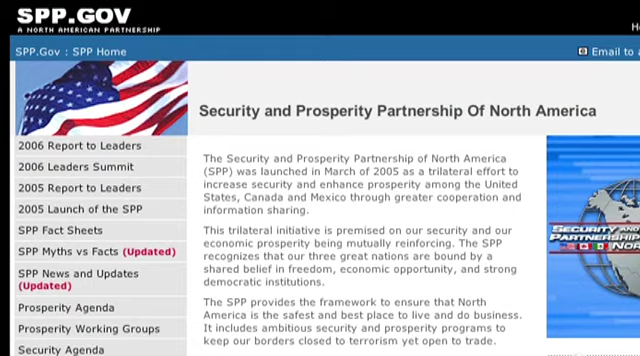 SPP.GOV
A NORTH AMERICAN PARTNERSHIP
SPP.Gov : SPP Home
Email to a
Security and Prosperity Partnership Of North America
2006 Report to Leaders
2006 Leaders Summit
2005 Report to Leaders
2005 Launch of the SPP
SPP Fact Sheets
SPP Myths vs Facts (Updated)
SPP News and Updates
(Updated)
Prosperity Agenda
Prosperity Working Groups
Security Agenda
The Security and Prosperity Partnership of North America
(SPP) was launched in March of 2005 as a trilateral effort to
increase security and enhance prosperity among the United
States, Canada and Mexico through greater cooperation and
information sharing.
This trilateral initiative is premised on our security and our
economic prosperity being mutually reinforcing. The SPP
recognizes that our three great nations are bound by a
shared belief in freedom, economic opportunity, and strong
democratic institutions.
The SPP provides the framework to ensure that North
America is the safest and best place to live and do business.
It includes ambitious security and prosperity programs to
keep our borders closed to terrorism yet open to trade.
SECURITY AND
PARTNERSHIP
NO